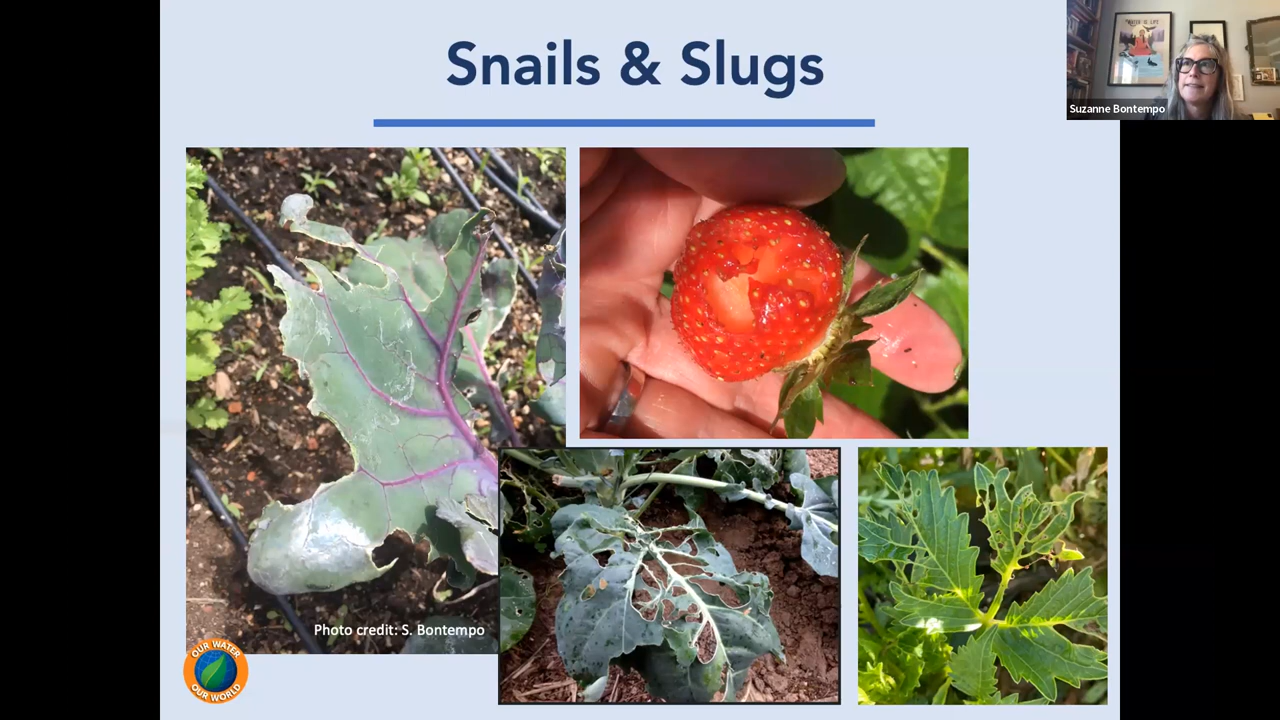 Snails & Slugs
Suzanne Bontempo
Photo credit: S. Bontempo
OUR WATER
OUR WORLD